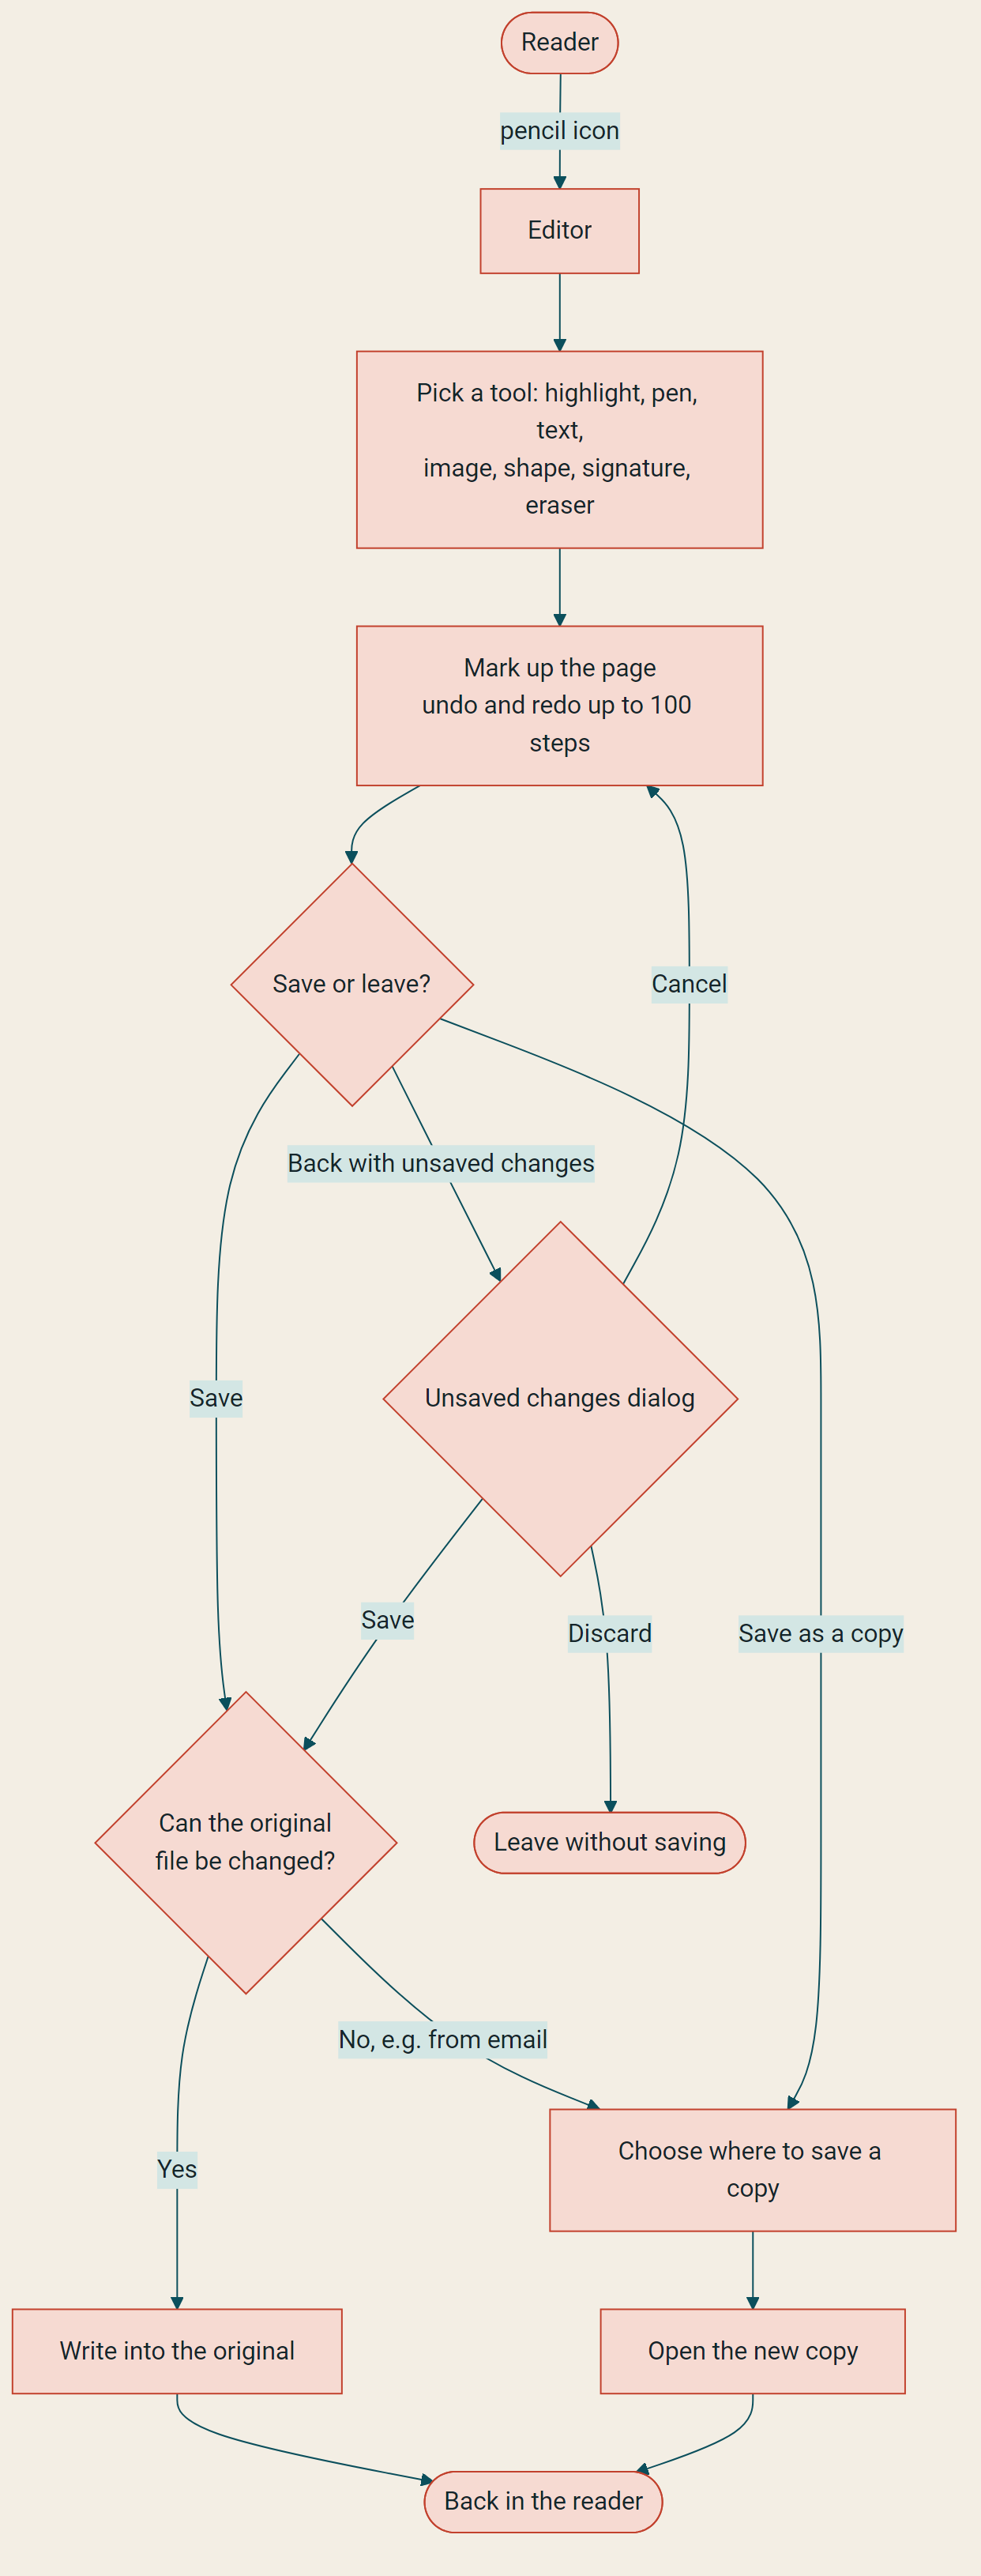 Reader
pencil icon
Editor
Pick a tool: highlight, pen,
text,
image, shape, signature,
eraser
Mark up the page
undo and redo up to 100
steps
Save or leave?
Cancel
Back with unsaved changes
Save
Unsaved changes dialog
Save
Discard
Save as a copy
Can the original
file be changed?
Leave without saving
No, e.g. from email
Yes
Choose where to save a
copy
Write into the original
Open the new copy
Back in the reader